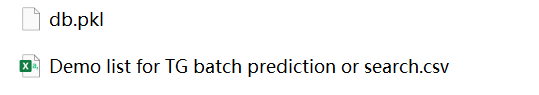 db.pkl
Demo list for TG batch prediction or search.csv